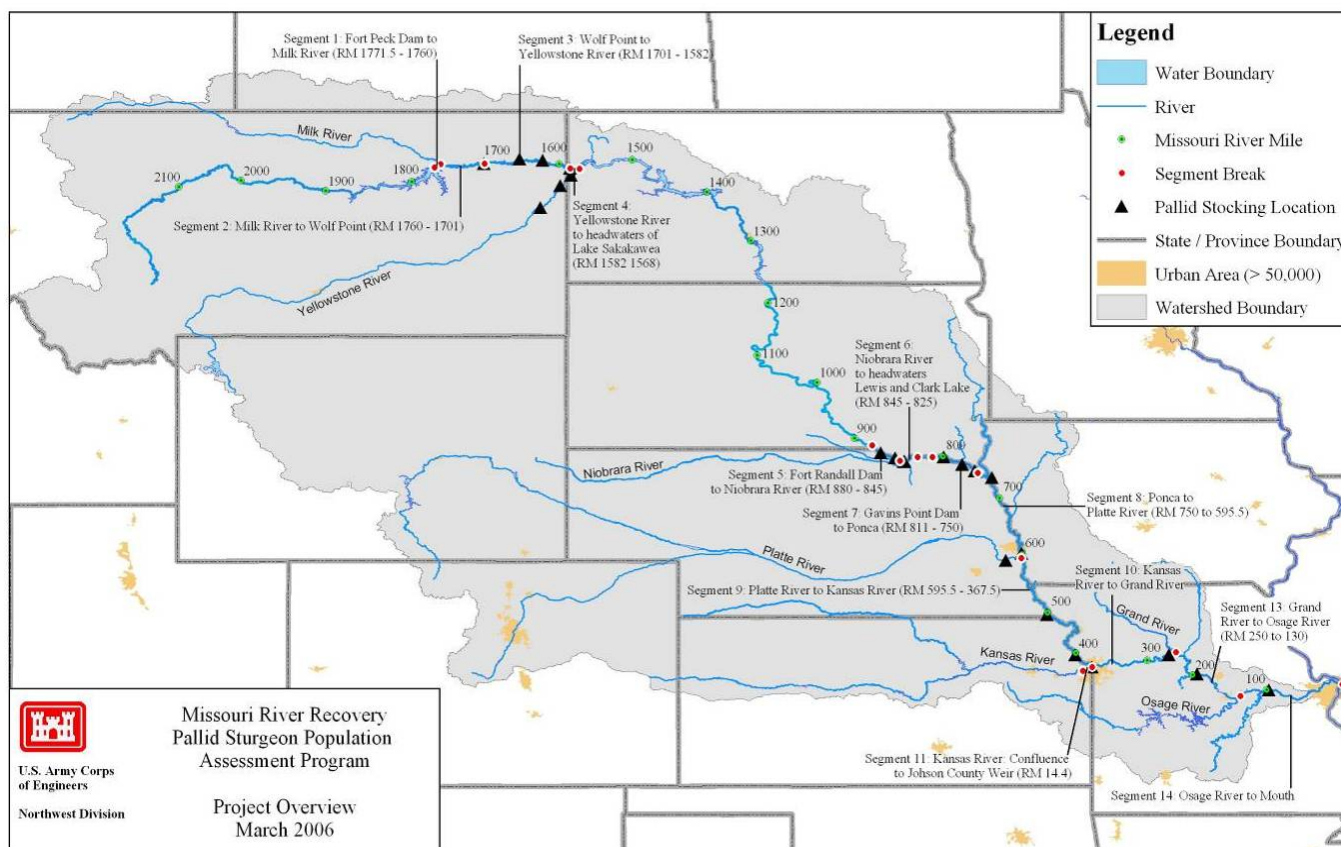 Segment 1: Fort Peck Dam to
Milk River (RM 1771.5 - 1760)
Segment 3: Wolf Point to
Yellowstone River (RM 1701 - 1582)
Legend
Water Boundary
River
Missouri River Mile
Segment Break
Pallid Stocking Location
State / Province Boundary
Urban Area (> 50,000)
Watershed Boundary
Milk River
2100
2000
1900
1800
1700
1600
1500
1400
1300
1200
1100
1000
900
800
700
600
500
400
300
200
100
Segment 2: Milk River to Wolf Point (RM 1760 - 1701)
Segment 4:
Yellowstone River
to headwaters of
Lake Sakakawea
(RM 1582 1568)
Yellowstone River
Segment 6:
Niobrara River
to headwaters
Lewis and Clark Lake
(RM 845 - 825)
Niobrara River
Segment 5: Fort Randall Dam
to Niobrara River (RM 880 - 845)
Segment 7: Gavins Point Dam
to Ponca (RM 811 - 750)
Segment 8: Ponca to
Platte River (RM 750 to 595.5)
Platte River
Segment 9: Platte River to Kansas River (RM 595.5 - 367.5)
Segment 10: Kansas
River to Grand River
Grand River
Segment 13: Grand
River to Osage River
(RM 250 to 130)
Kansas River
Osage River
Segment 11: Kansas River: Confluence
to Johson County Weir (RM 14.4)
Segment 14: Osage River to Mouth
U.S. Army Corps
of Engineers
Northwest Division
Missouri River Recovery
Pallid Sturgeon Population
Assessment Program
Project Overview
March 2006